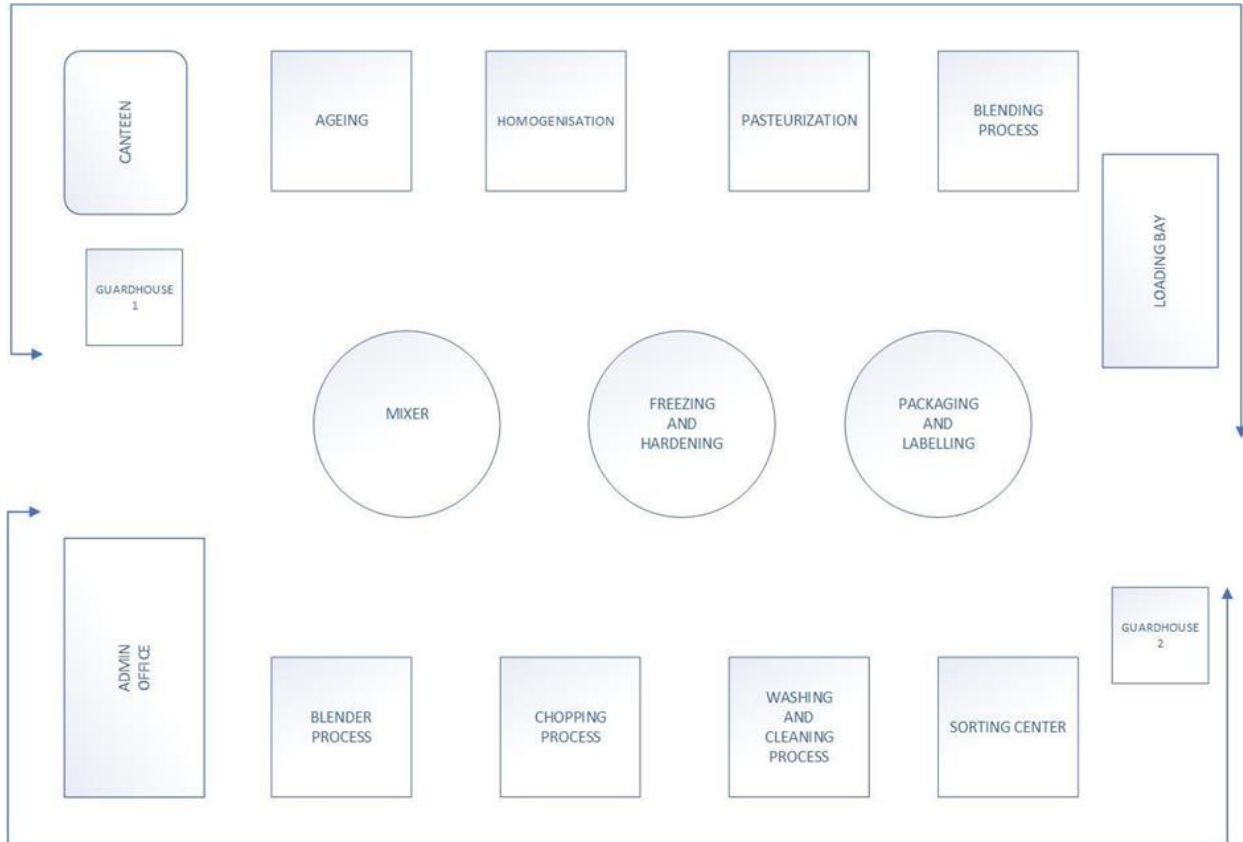 CANTEEN
AGEING
HOMOGENISATION
PASTEURIZATION
BLENDING
PROCESS
LOADING BAY
GUARDHOUSE
1
MIXER
FREEZING
AND
HARDENING
PACKAGING
AND
LABELLING
ADMIN
OFFICE
BLENDER
PROCESS
CHOPPING
PROCESS
WASHING
AND
CLEANING
PROCESS
SORTING CENTER
GUARDHOUSE
2